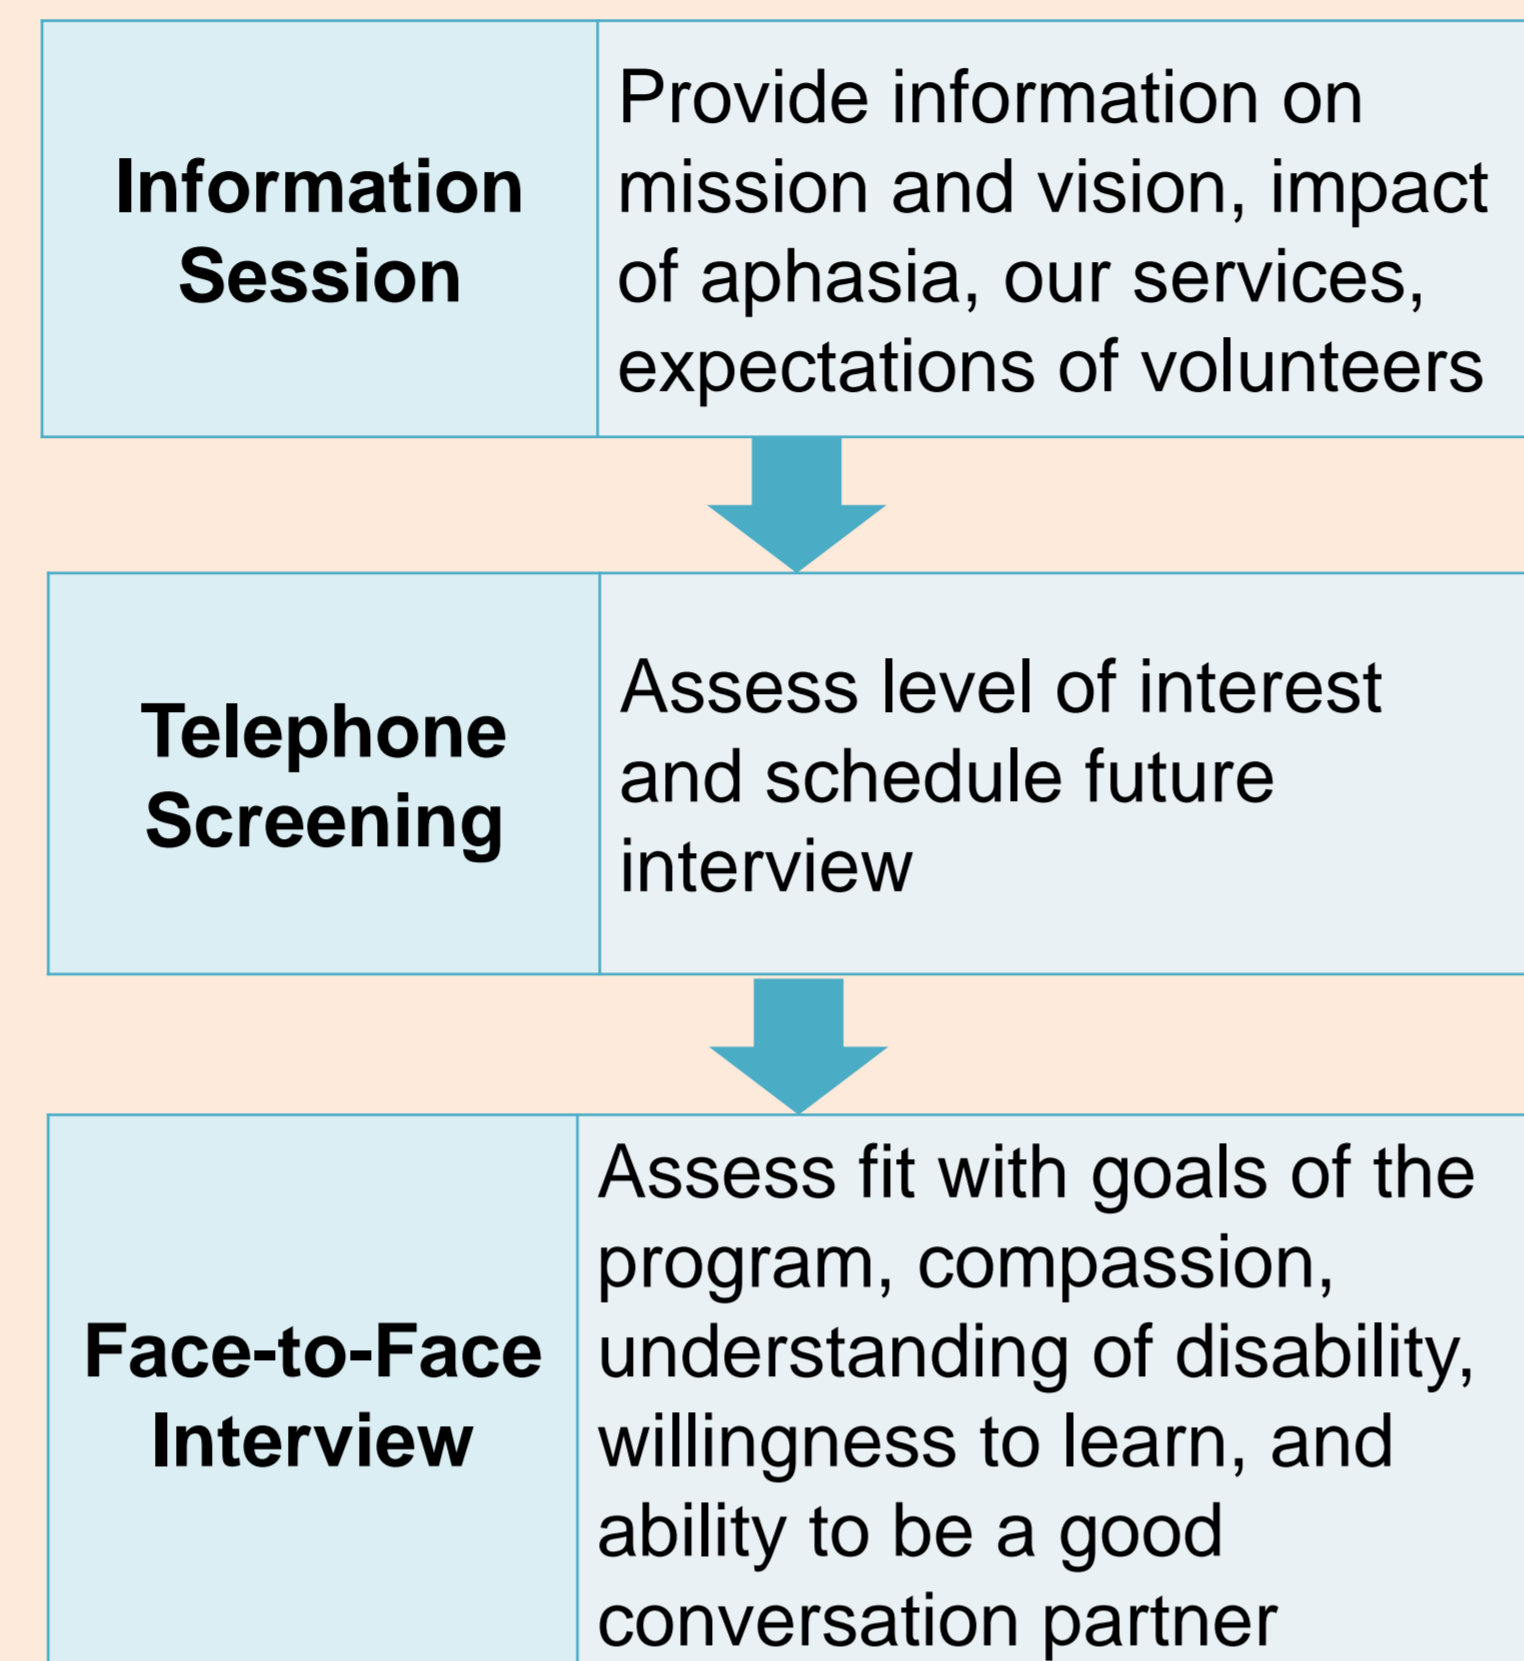 Information
Session
Provide information on
mission and vision, impact
of aphasia, our services,
expectations of volunteers
Telephone
Screening
Assess level of interest
and schedule future
interview
Face-to-Face
Interview
Assess fit with goals of the
program, compassion,
understanding of disability,
willingness to learn, and
ability to be a good
conversation partner